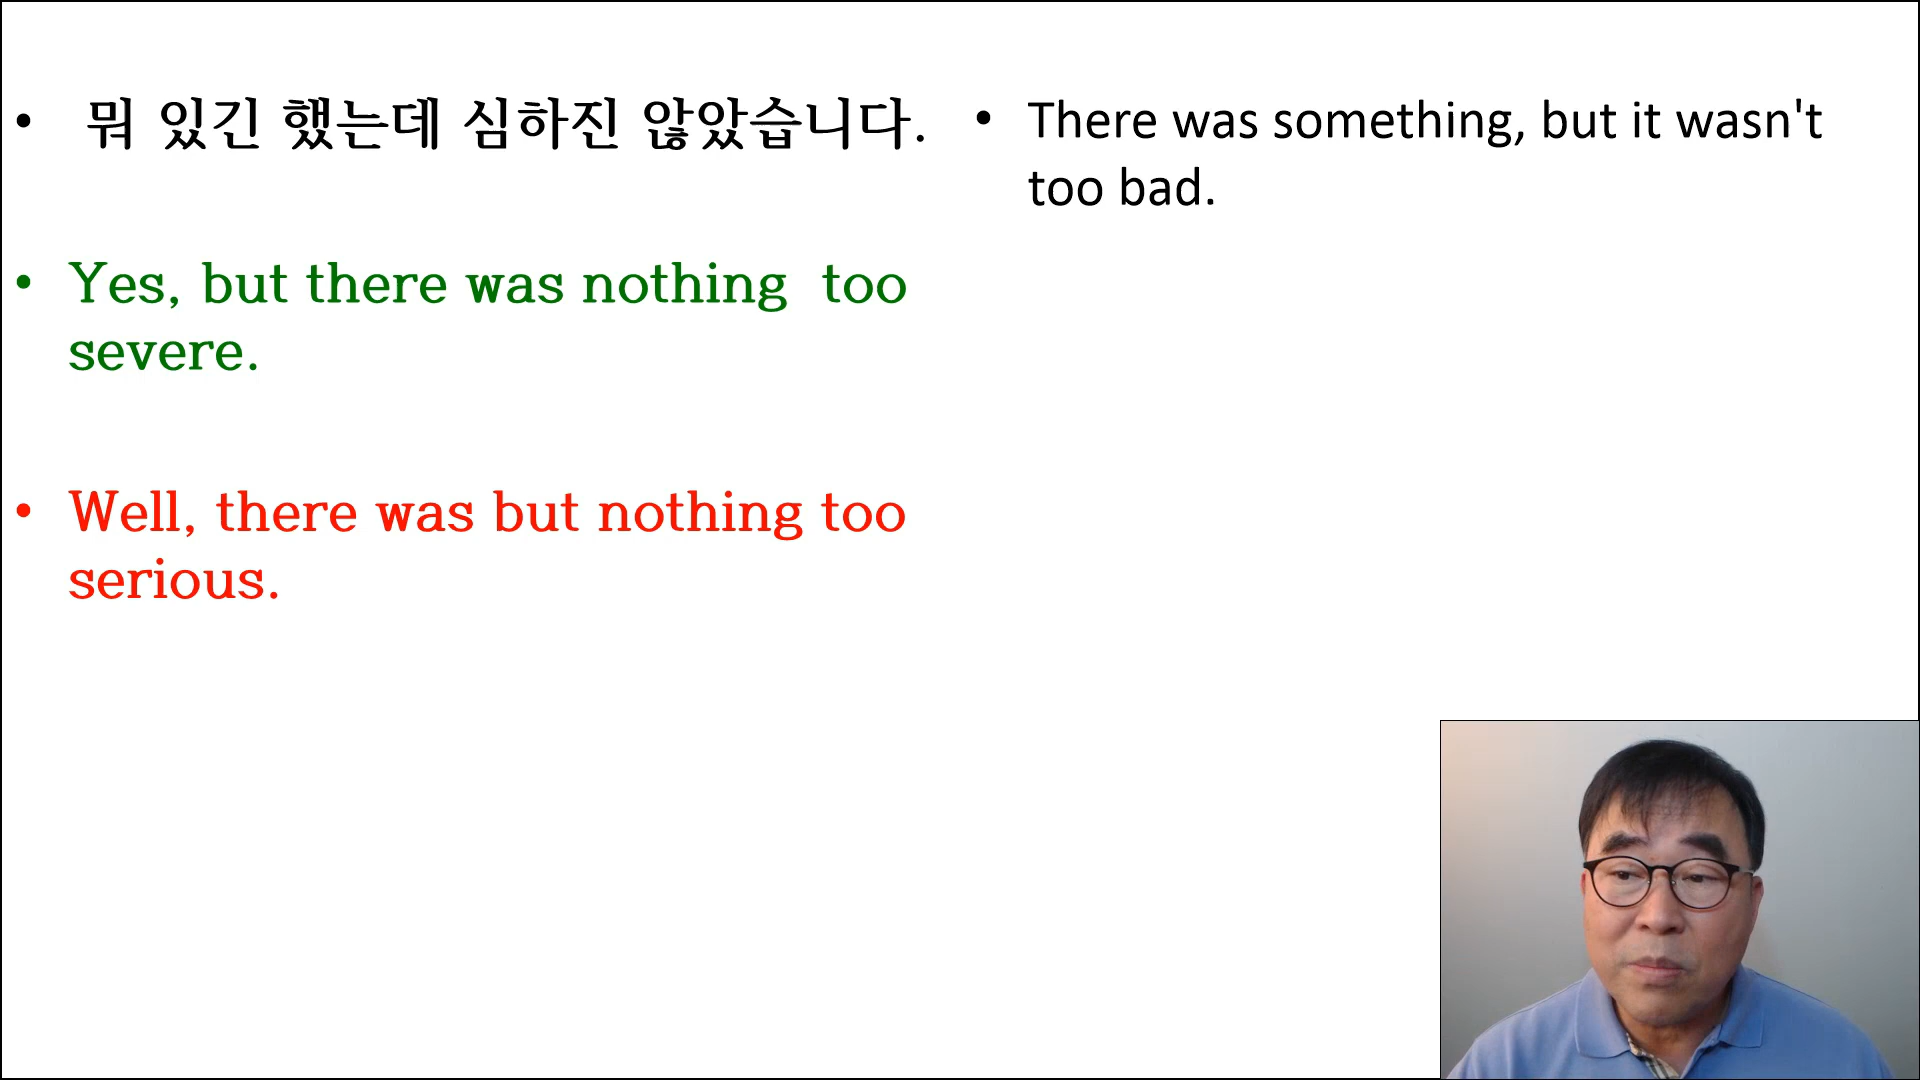 • 뭐 있긴 했는데 심하진 않았습니다.
• Yes, but there was nothing  too
severe.
• Well, there was but nothing too
serious.
• There was something, but it wasn't
too bad.